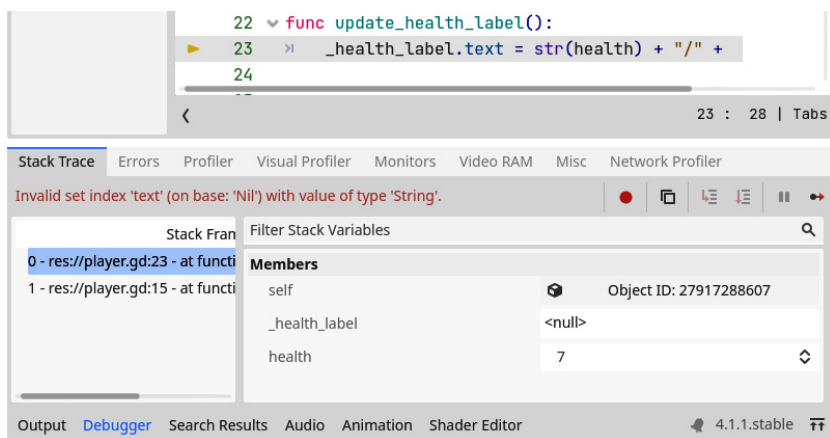 22 func update_health_label():
23 _health_label.text = str(health) + "/" +
24
23 : 28 | Tabs
Stack Trace Errors Profiler Visual Profiler Monitors Video RAM Misc Network Profiler
Invalid set index 'text' (on base: 'Nil') with value of type 'String'.
Stack Fran
0 - res://player.gd:23 - at functi
1 - res://player.gd:15 - at functi
Filter Stack Variables
Members
self Object ID: 27917288607
_health_label <null>
health 7
Output Debugger Search Results Audio Animation Shader Editor 4.1.1.stable